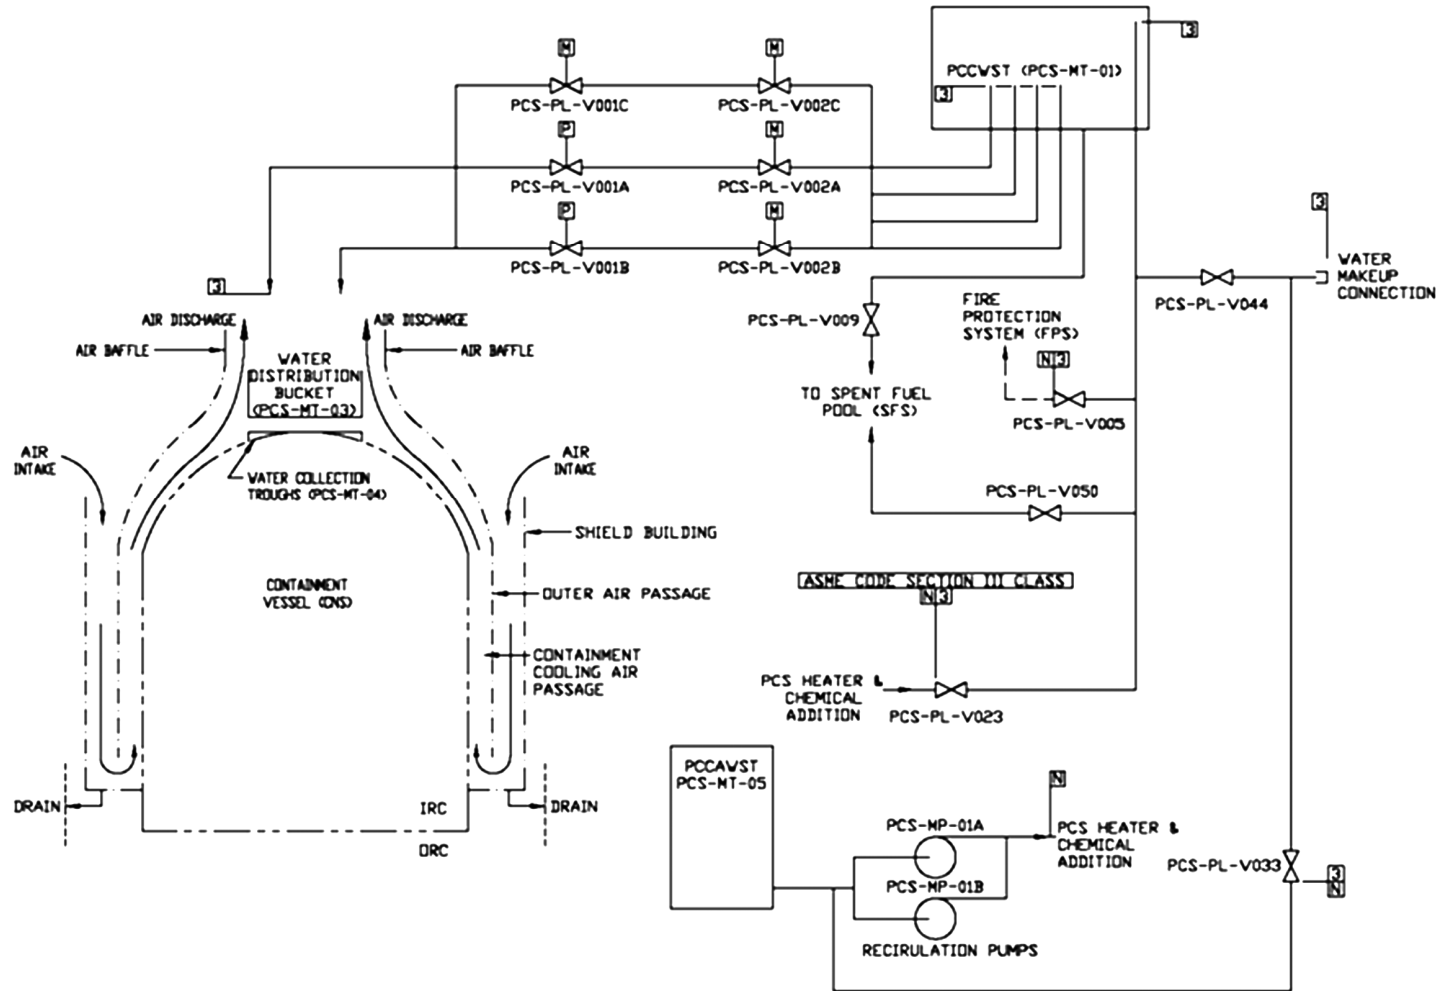 M
M
PCS-PL-V001C
PCS-PL-V002C
P
M
PCS-PL-V001A
PCS-PL-V002A
P
M
PCS-PL-V001B
PCS-PL-V002B
3
PCCWST (PCS-MT-01)
3
3
WATER
MAKEUP
CONNECTION
PCS-PL-V044
PCS-PL-V009
FIRE
PROTECTION
SYSTEM (FPS)
N 3
PCS-PL-V005
TO SPENT FUEL
POOL (SFS)
PCS-PL-V050
3
AIR DISCHARGE
AIR DISCHARGE
AIR BAFFLE
AIR BAFFLE
WATER
DISTRIBUTION
BUCKET
(PCS-MT-03)
AIR
INTAKE
AIR
INTAKE
WATER COLLECTION
TROUGHS (PCS-MT-04)
SHIELD BUILDING
CONTAINMENT
VESSEL (CNS)
OUTER AIR PASSAGE
CONTAINMENT
COOLING AIR
PASSAGE
DRAIN
DRAIN
IRC
ORC
ASME CODE SECTION III CLASS
N 3
PCS HEATER &
CHEMICAL
ADDITION
PCS-PL-V023
PCCAWST
PCS-MT-05
PCS-MP-01A
PCS-MP-01B
RECIRULATION PUMPS
N
PCS HEATER &
CHEMICAL
ADDITION
PCS-PL-V033
3
N